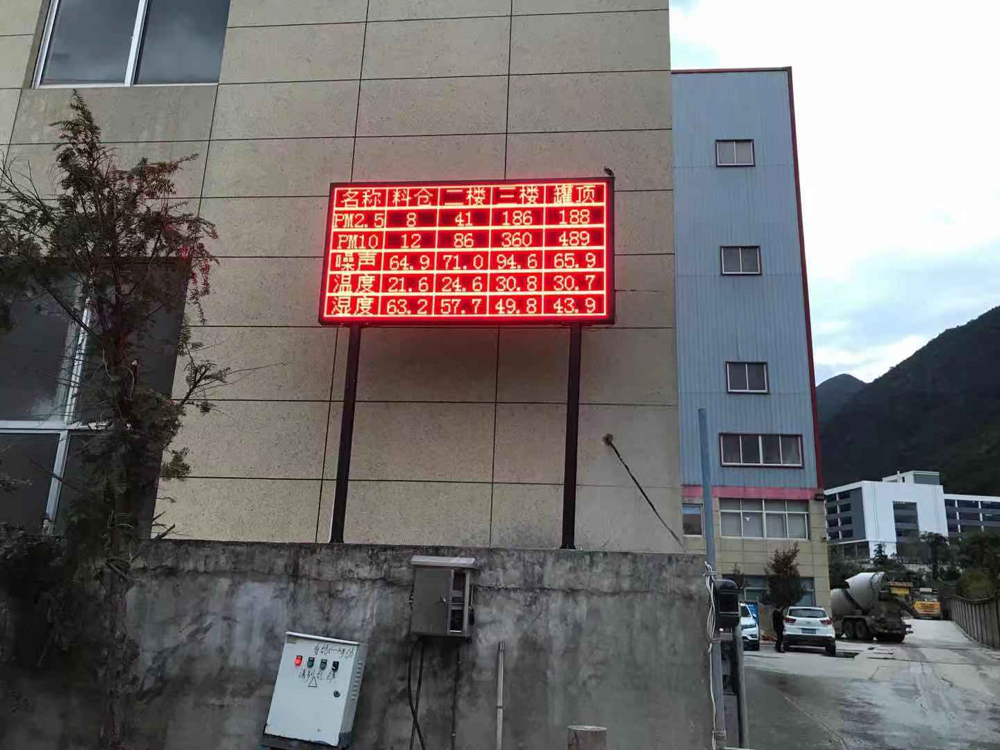 名称 料仓 二楼 三楼 罐顶
PM2.5 8 41 186 188
PM10 12 86 360 489
噪声 64.9 71.0 94.6 65.9
温度 21.6 24.6 30.8 30.7
湿度 63.2 57.7 49.8 43.9